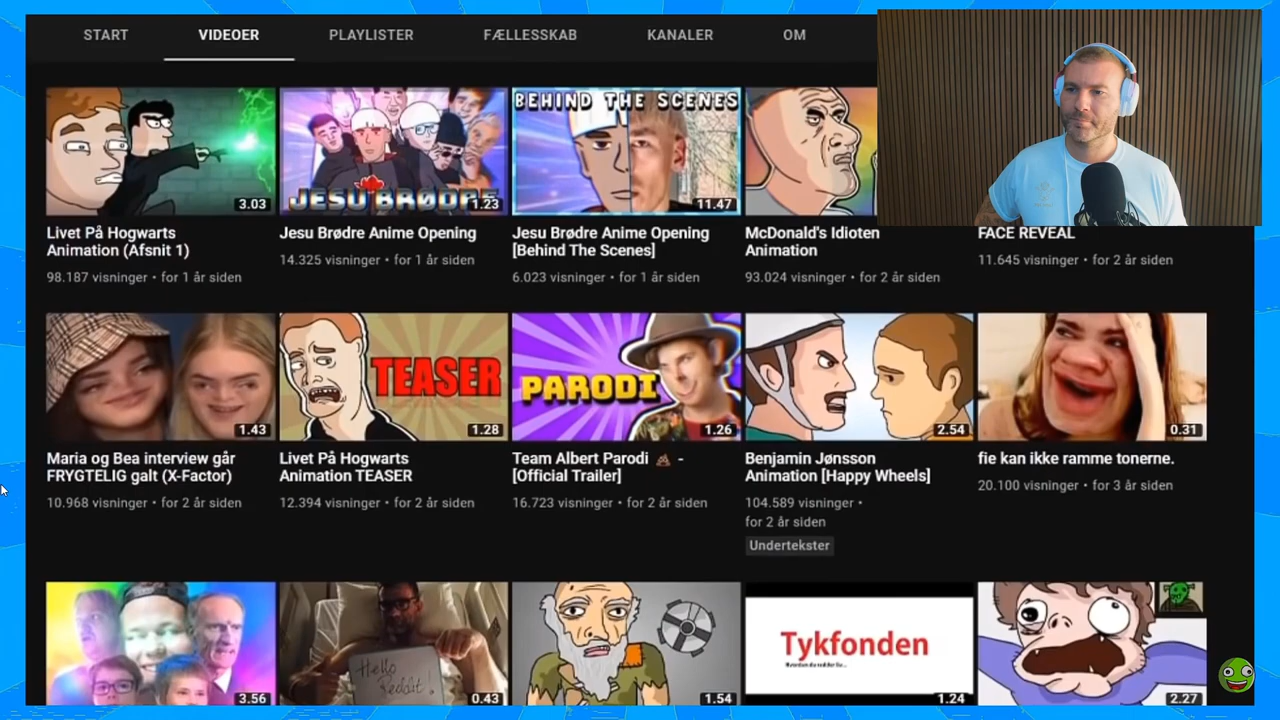 START
VIDEOER
PLAYLISTER
FÆLLESSKAB
KANALER
OM
3.03
JESU BRØDRE
1.23
BEHIND THE SCENES
11.47
Livet På Hogwarts
Animation (Afsnit 1)
98.187 visninger • for 1 år siden
Jesu Brødre Anime Opening
14.325 visninger • for 1 år siden
Jesu Brødre Anime Opening
[Behind The Scenes]
6.023 visninger • for 1 år siden
McDonald's Idioten
Animation
93.024 visninger • for 2 år siden
FACE REVEAL
11.645 visninger • for 2 år siden
1.43
TEASER
1.28
PARODI
1.26
2.54
0.31
Maria og Bea interview går
FRYGTELIG galt (X-Factor)
10.968 visninger • for 2 år siden
Livet På Hogwarts
Animation TEASER
12.394 visninger • for 2 år siden
Team Albert Parodi 💩 -
[Official Trailer]
16.723 visninger • for 2 år siden
Benjamin Jønsson
Animation [Happy Wheels]
104.589 visninger •
for 2 år siden
Undertekster
fie kan ikke ramme tonerne.
20.100 visninger • for 3 år siden
3.56
Hello
Reddit!
0.43
1.54
Tykfonden
1.24
2.27